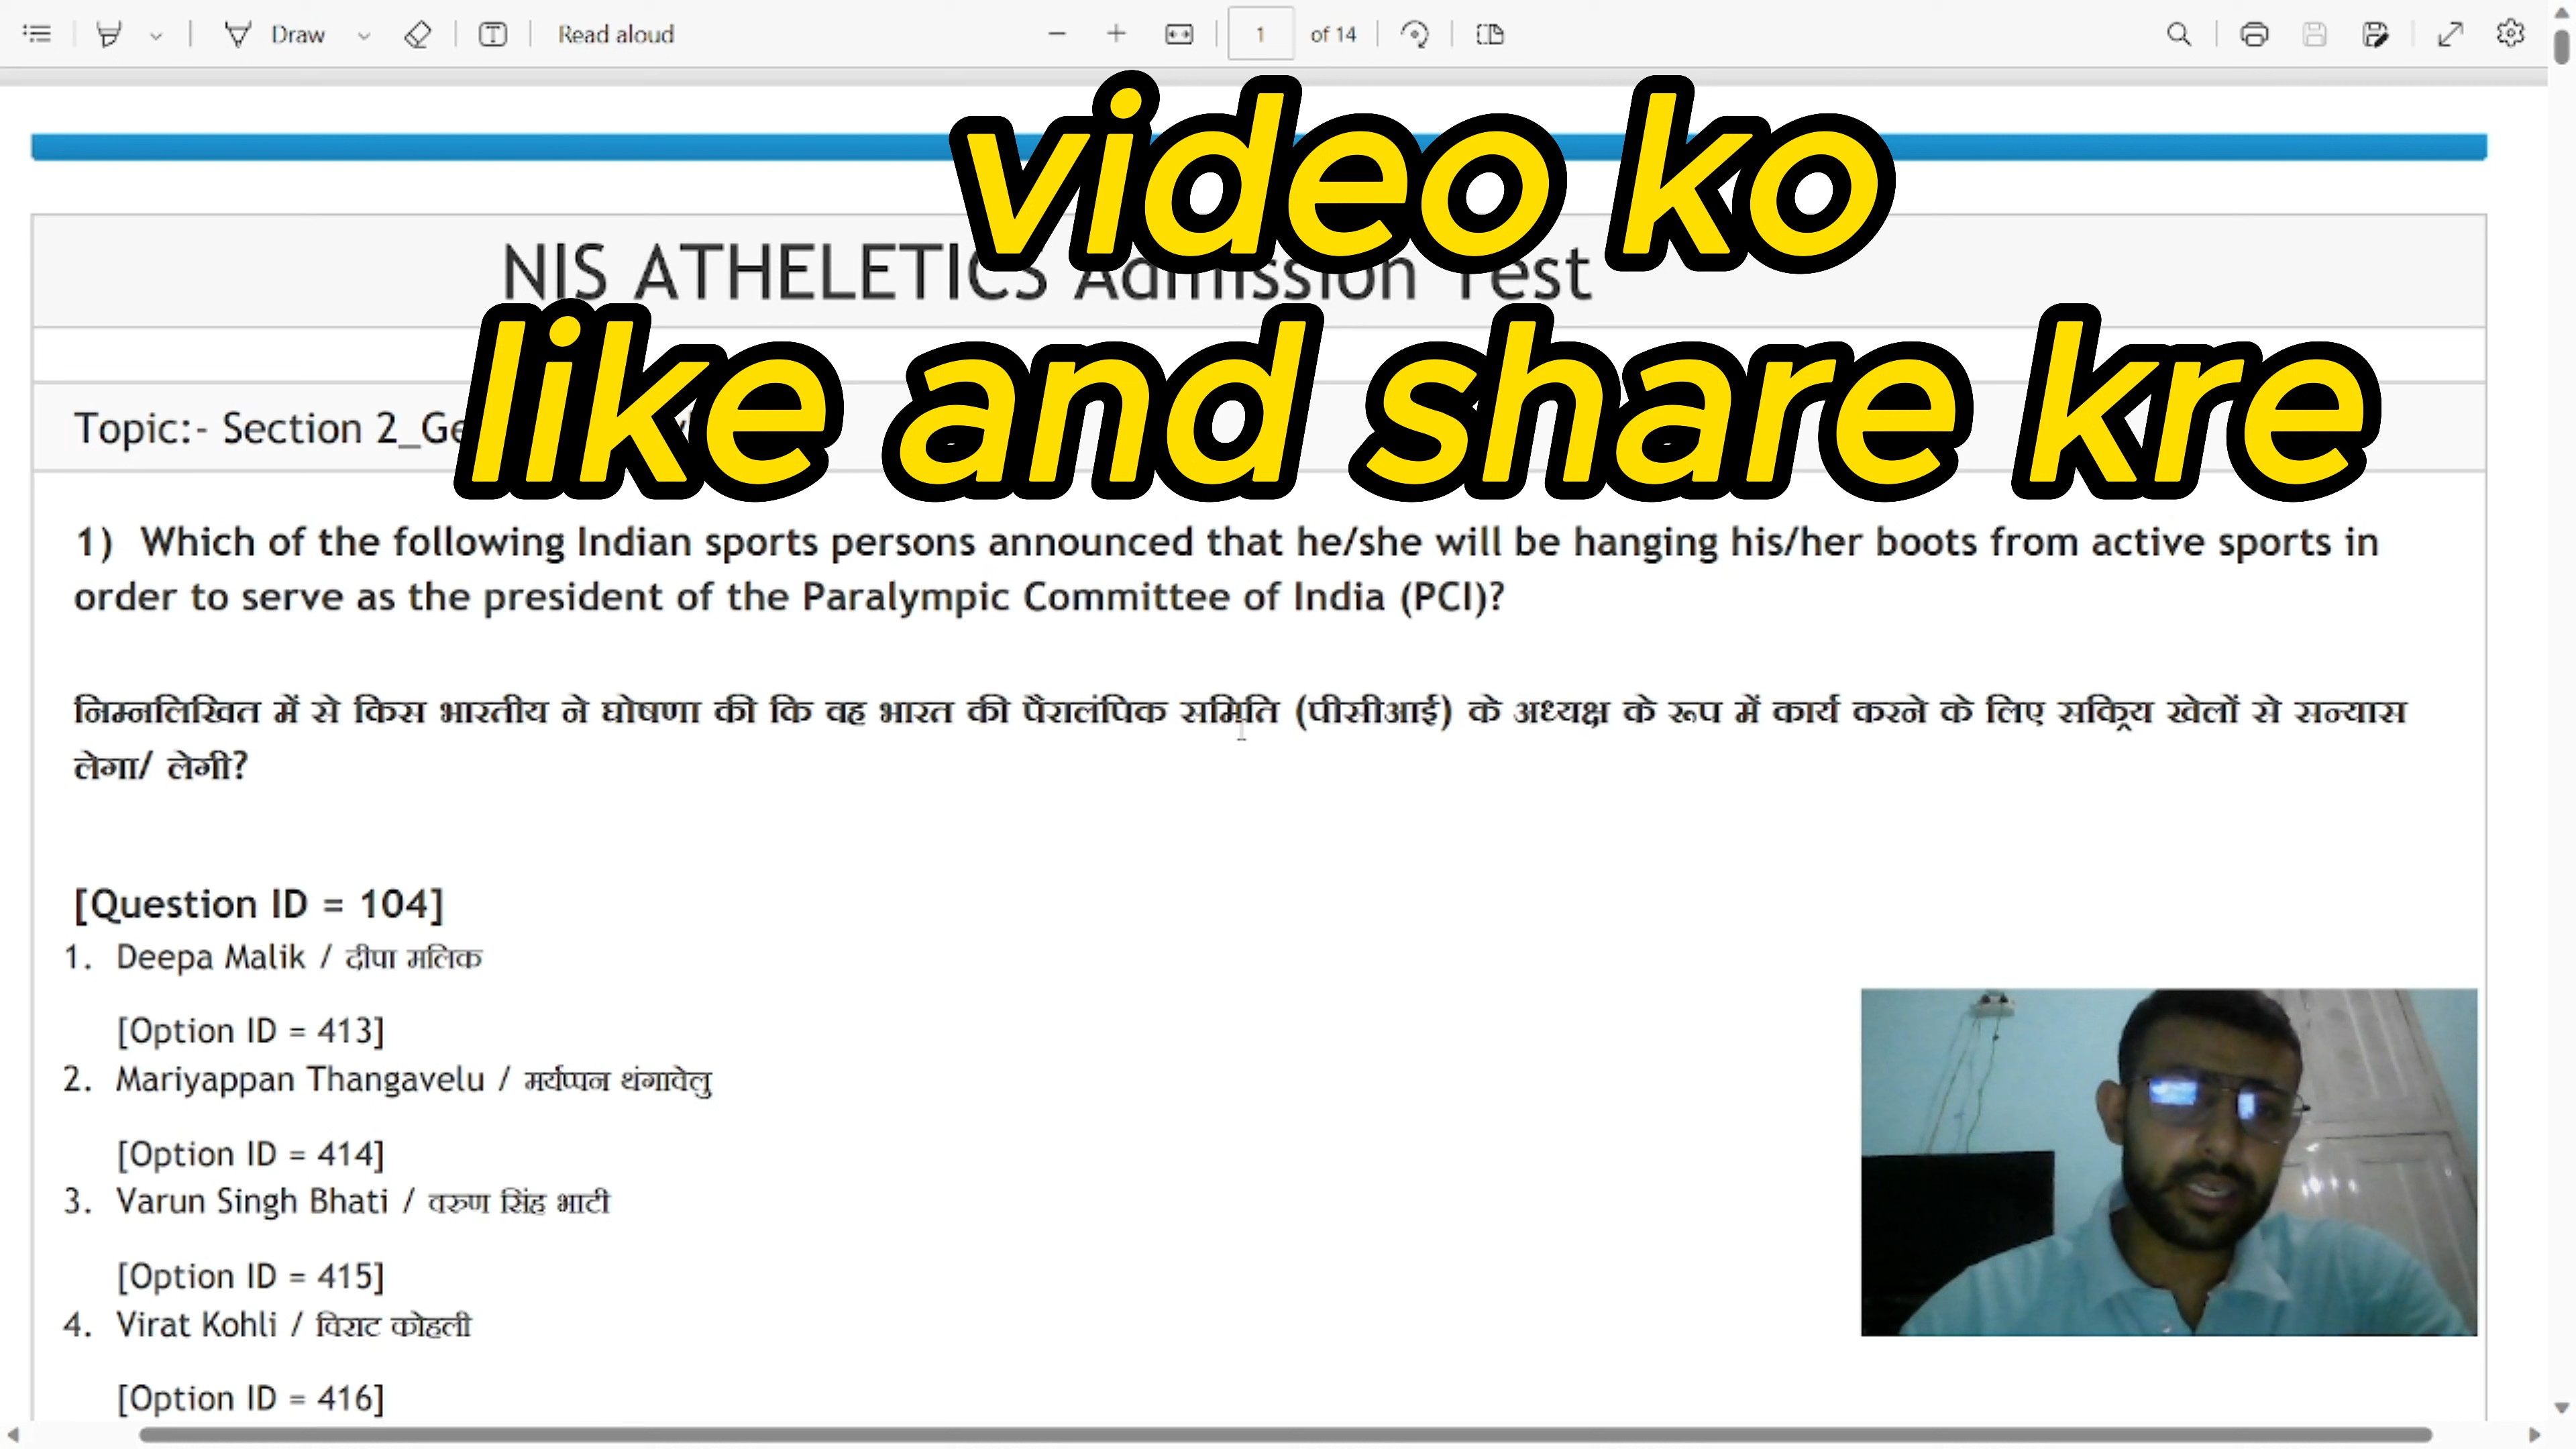 Draw
Read aloud
1 of 14
video ko
like and share kre
NIS ATHELETICS Admission Test
Topic:- Section 2_Ge
1) Which of the following Indian sports persons announced that he/she will be hanging his/her boots from active sports in
order to serve as the president of the Paralympic Committee of India (PCI)?
निम्नलिखित में से किस भारतीय ने घोषणा की कि वह भारत की पैरालंपिक समिति (पीसीआई) के अध्यक्ष के रूप में कार्य करने के लिए सक्रिय खेलों से सन्यास
लेगा/ लेगी?
[Question ID = 104]
1. Deepa Malik / दीपा मलिक
[Option ID = 413]
2. Mariyappan Thangavelu / मर्यप्पन थंगावेलु
[Option ID = 414]
3. Varun Singh Bhati / वरुण सिंह भाटी
[Option ID = 415]
4. Virat Kohli / विराट कोहली
[Option ID = 416]